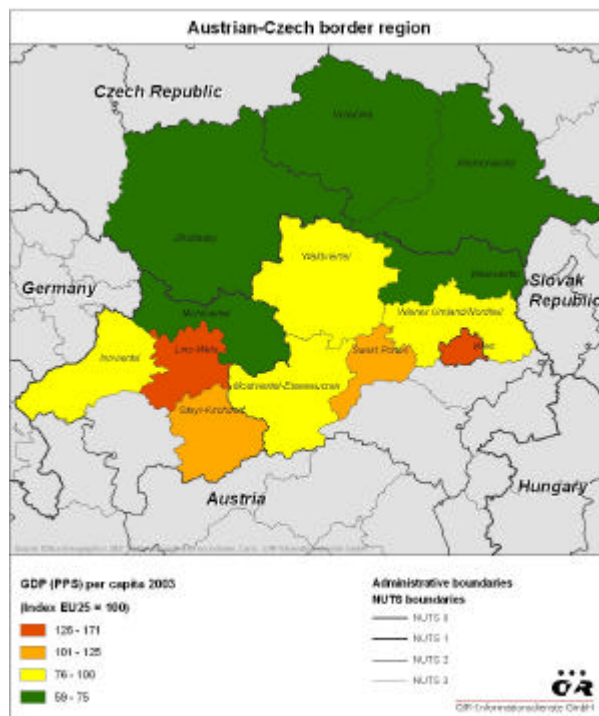 Austrian-Czech border region
Czech Republic
Waldviertel
Germany
Slovak
Republic
Weinviertel
Mühlviertel
Wiener Umland/Nordteil
Innviertel
Linz-Wels
Sankt Pölten
Wien
Mostviertel-Eisenwurzen
Steyr-Kirchdorf
Austria
Hungary
GDP (PPS) per capita 2003
(Index EU25 = 100)
126 - 171
101 - 125
76 - 100
59 - 75
Administrative boundaries
NUTS boundaries
NUTS 0
NUTS 1
NUTS 2
NUTS 3
ÖIR
ÖIR-Informationsdienste GmbH